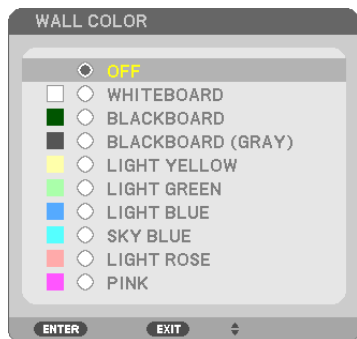 WALL COLOR
OFF
WHITEBOARD
BLACKBOARD
BLACKBOARD (GRAY)
LIGHT YELLOW
LIGHT GREEN
LIGHT BLUE
SKY BLUE
LIGHT ROSE
PINK
ENTER EXIT